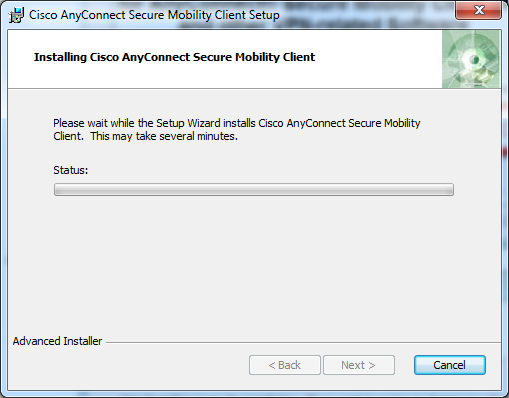 Cisco AnyConnect Secure Mobility Client Setup
Installing Cisco AnyConnect Secure Mobility Client
Please wait while the Setup Wizard installs Cisco AnyConnect Secure Mobility
Client. This may take several minutes.
Status:
Advanced Installer
< Back
Next >
Cancel